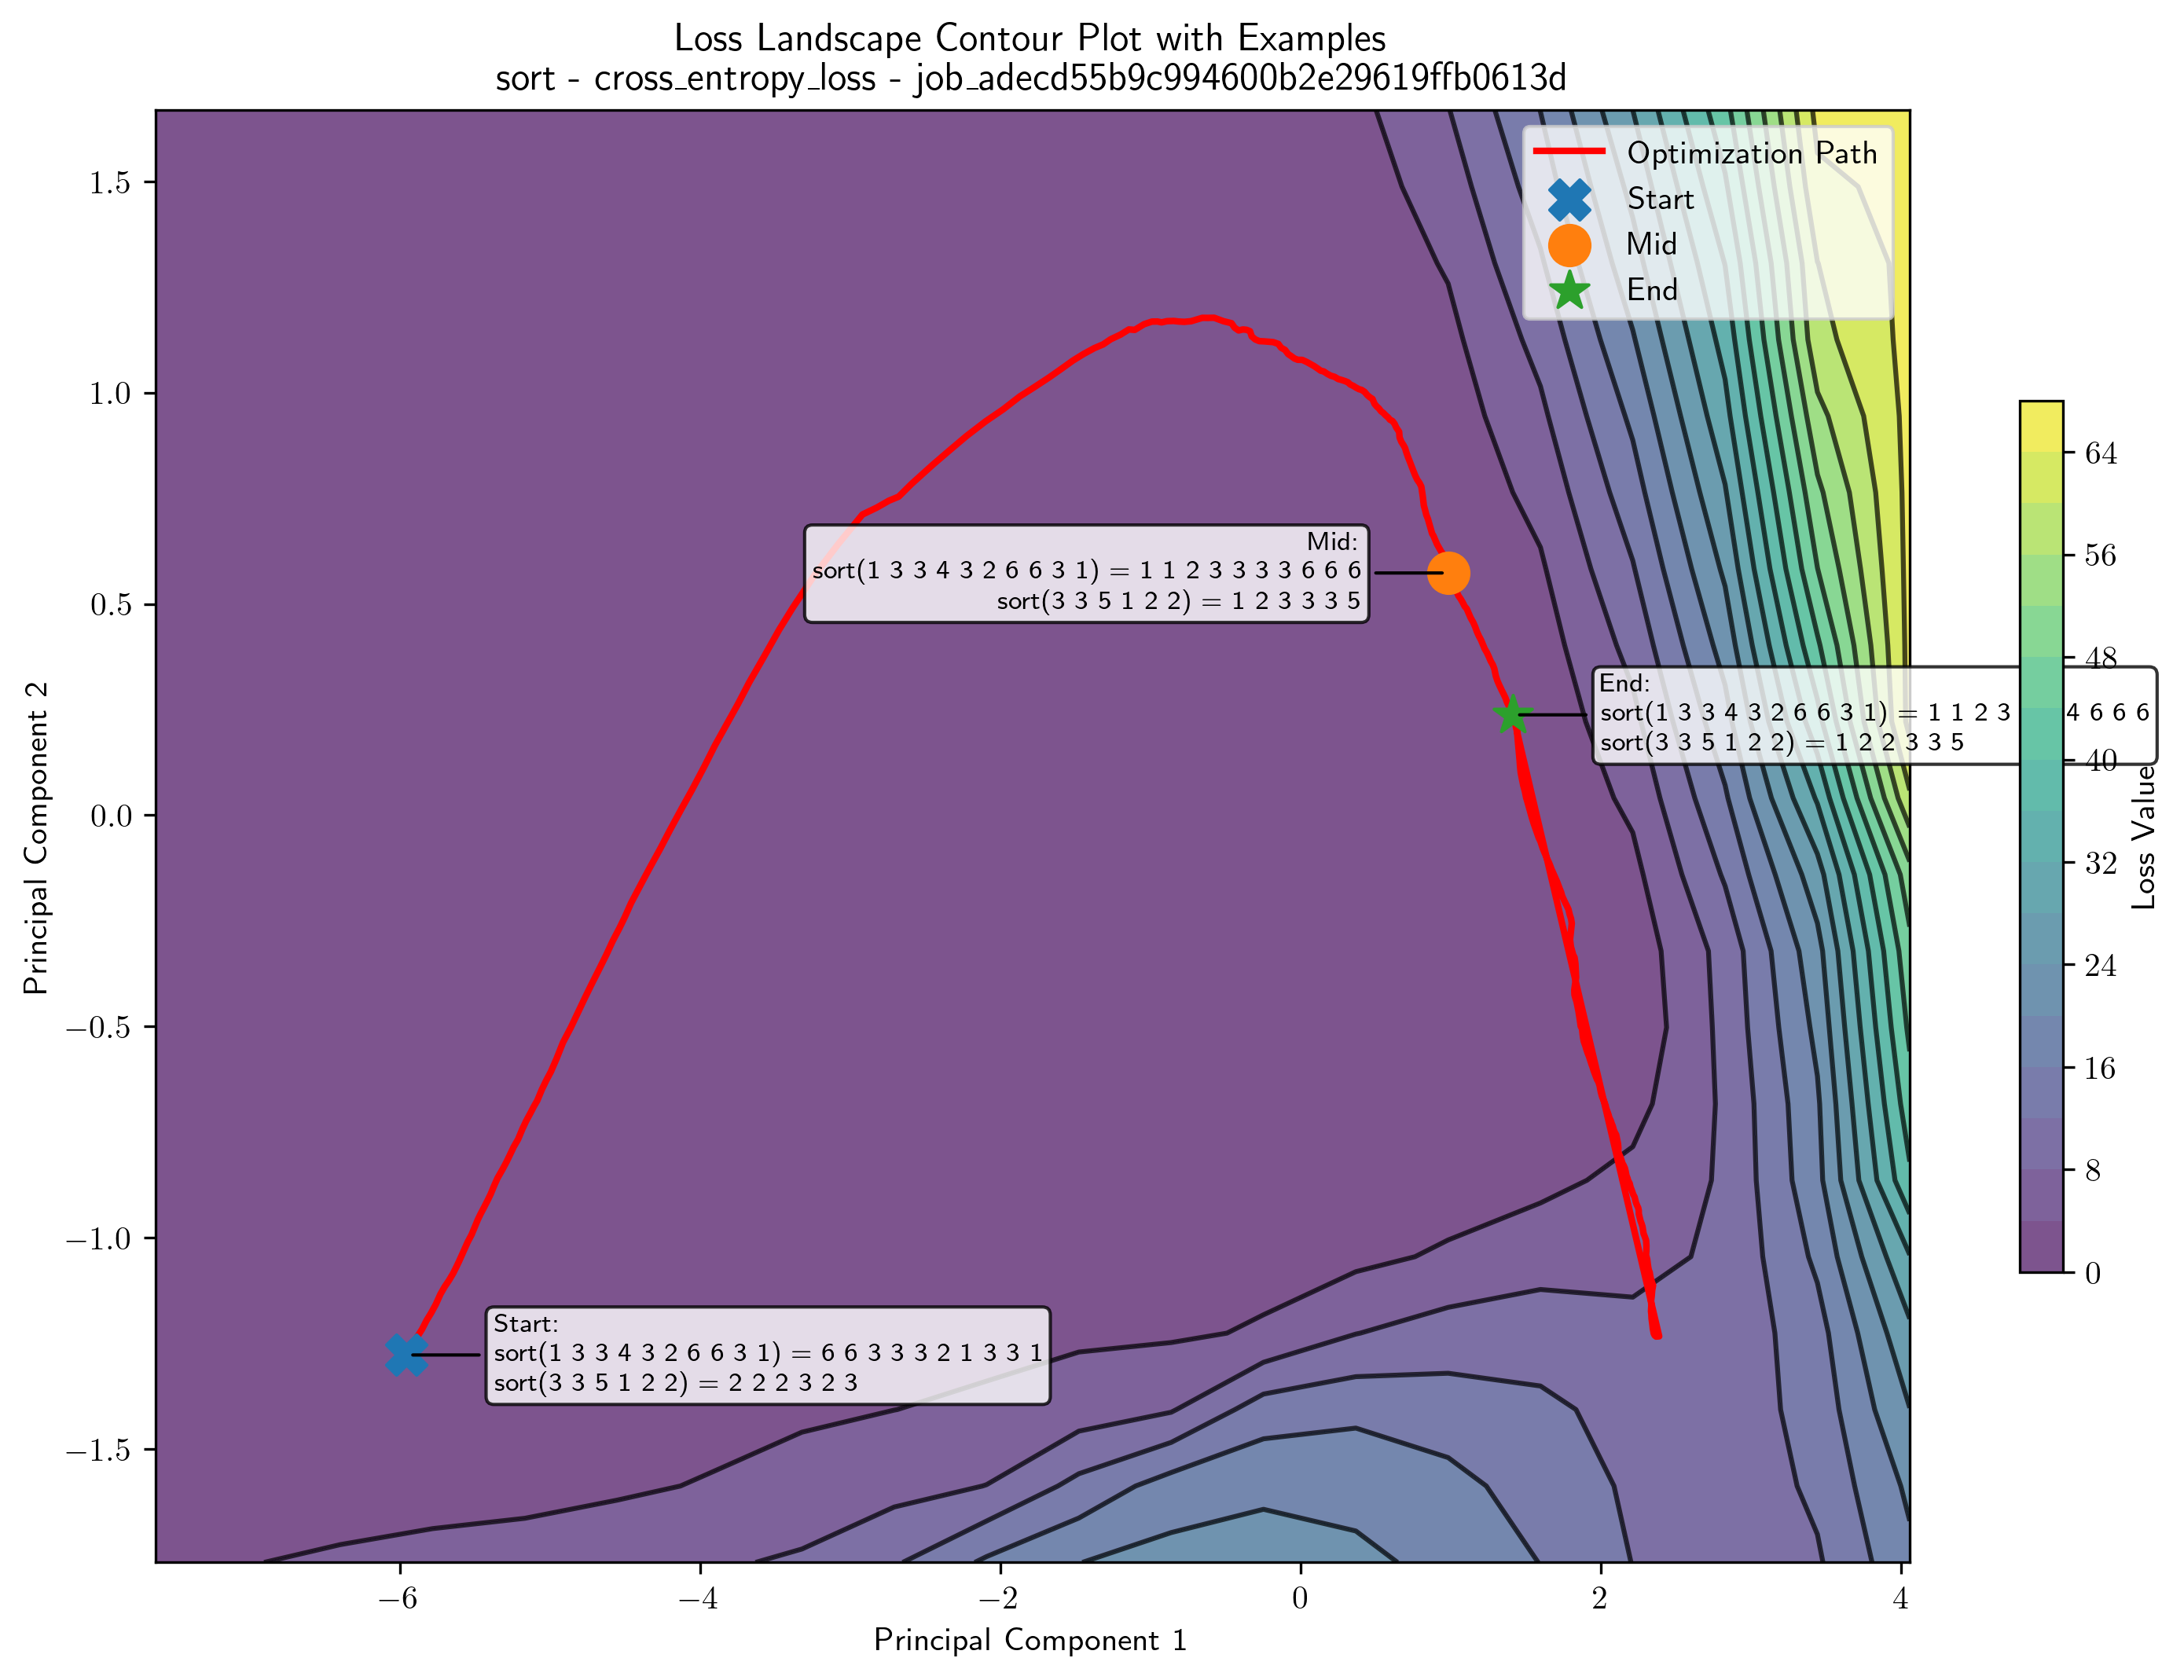 Loss Landscape Contour Plot with Examples
sort - cross_entropy_loss - job_adecd55b9c994600b2e29619ffb0613d
Optimization Path
Start
Mid
End
1.5
1.0
0.5
0.0
−0.5
−1.0
−1.5
Principal Component 2
Mid:
sort(1 3 3 4 3 2 6 6 3 1) = 1 1 2 3 3 3 3 6 6 6
sort(3 3 5 1 2 2) = 1 2 3 3 3 5
End:
sort(1 3 3 4 3 2 6 6 3 1) = 1 1 2 3 4 6 6 6
sort(3 3 5 1 2 2) = 1 2 2 3 3 5
Start:
sort(1 3 3 4 3 2 6 6 3 1) = 6 6 3 3 3 2 1 3 3 1
sort(3 3 5 1 2 2) = 2 2 2 3 2 3
−6
−4
−2
0
2
4
Principal Component 1
64
56
48
40
32
24
16
8
0
Loss Value